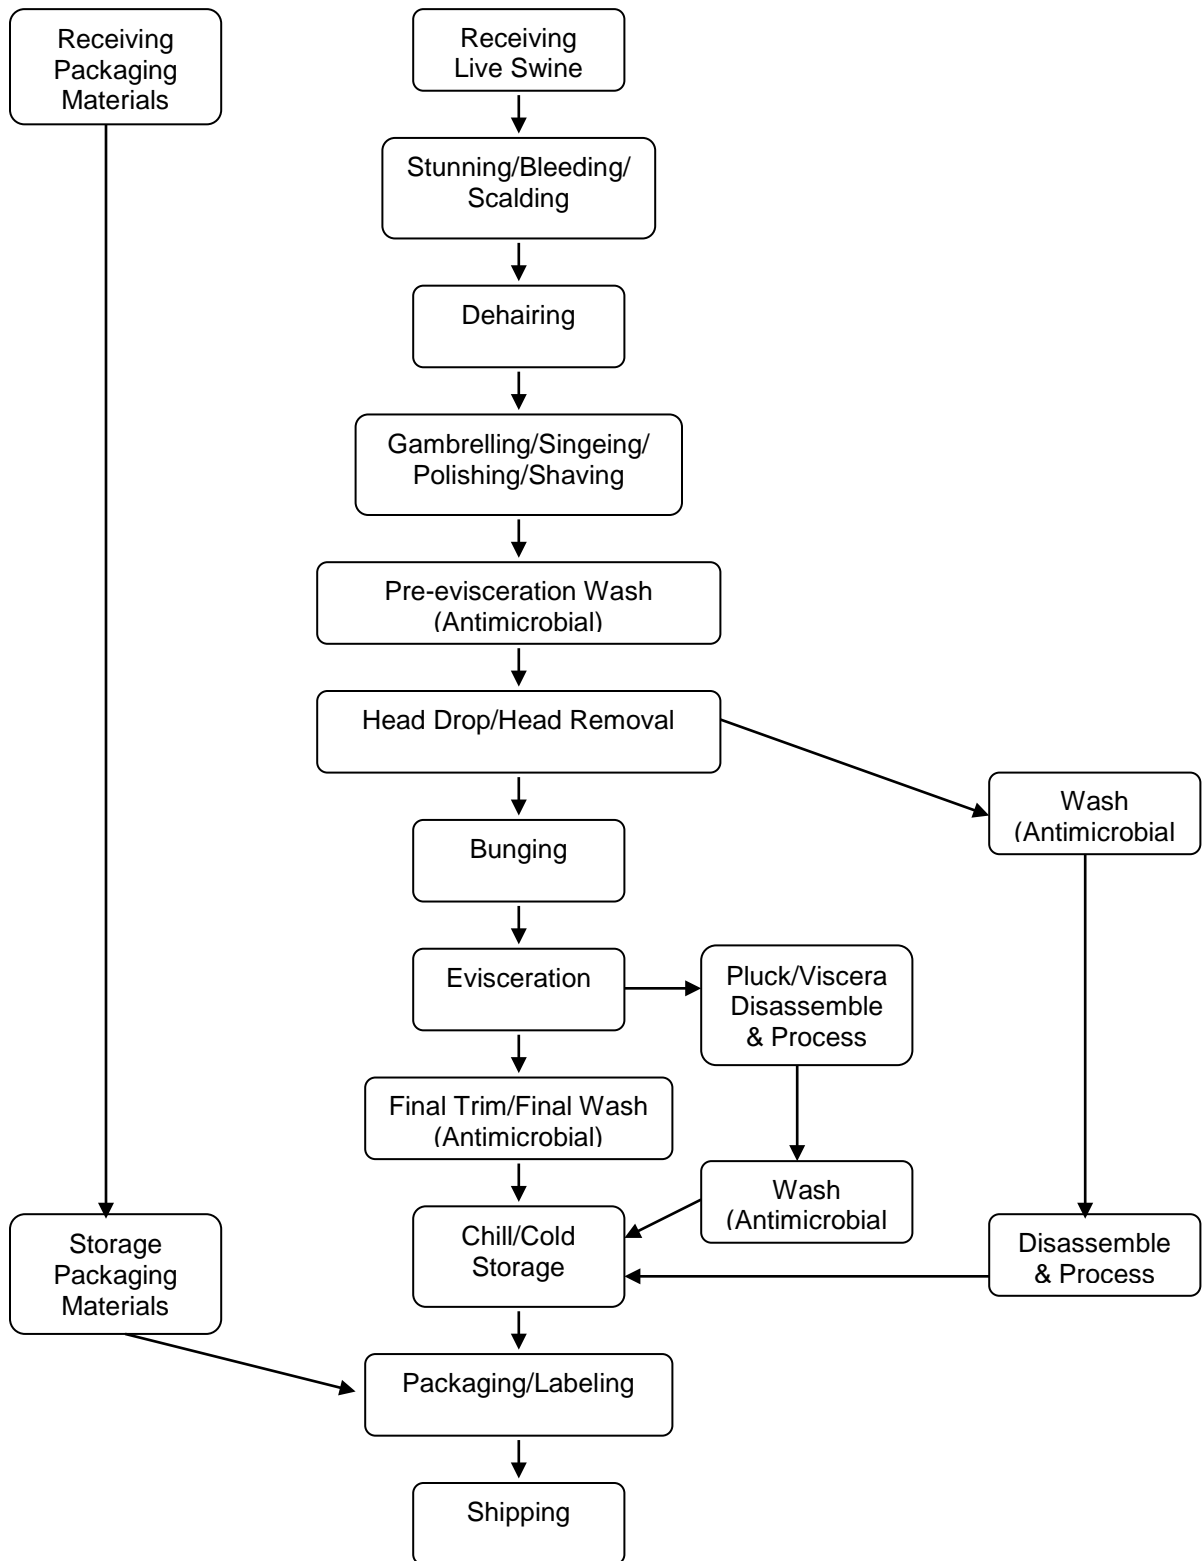 Receiving
Packaging
Materials
Receiving
Live Swine
Stunning/Bleeding/
Scalding
Dehairing
Gambrelling/Singeing/
Polishing/Shaving
Pre-evisceration Wash
(Antimicrobial)
Head Drop/Head Removal
Wash
(Antimicrobial
Bunging
Evisceration
Pluck/Viscera
Disassemble
& Process
Final Trim/Final Wash
(Antimicrobial)
Wash
(Antimicrobial
Chill/Cold
Storage
Storage
Packaging
Materials
Disassemble
& Process
Packaging/Labeling
Shipping